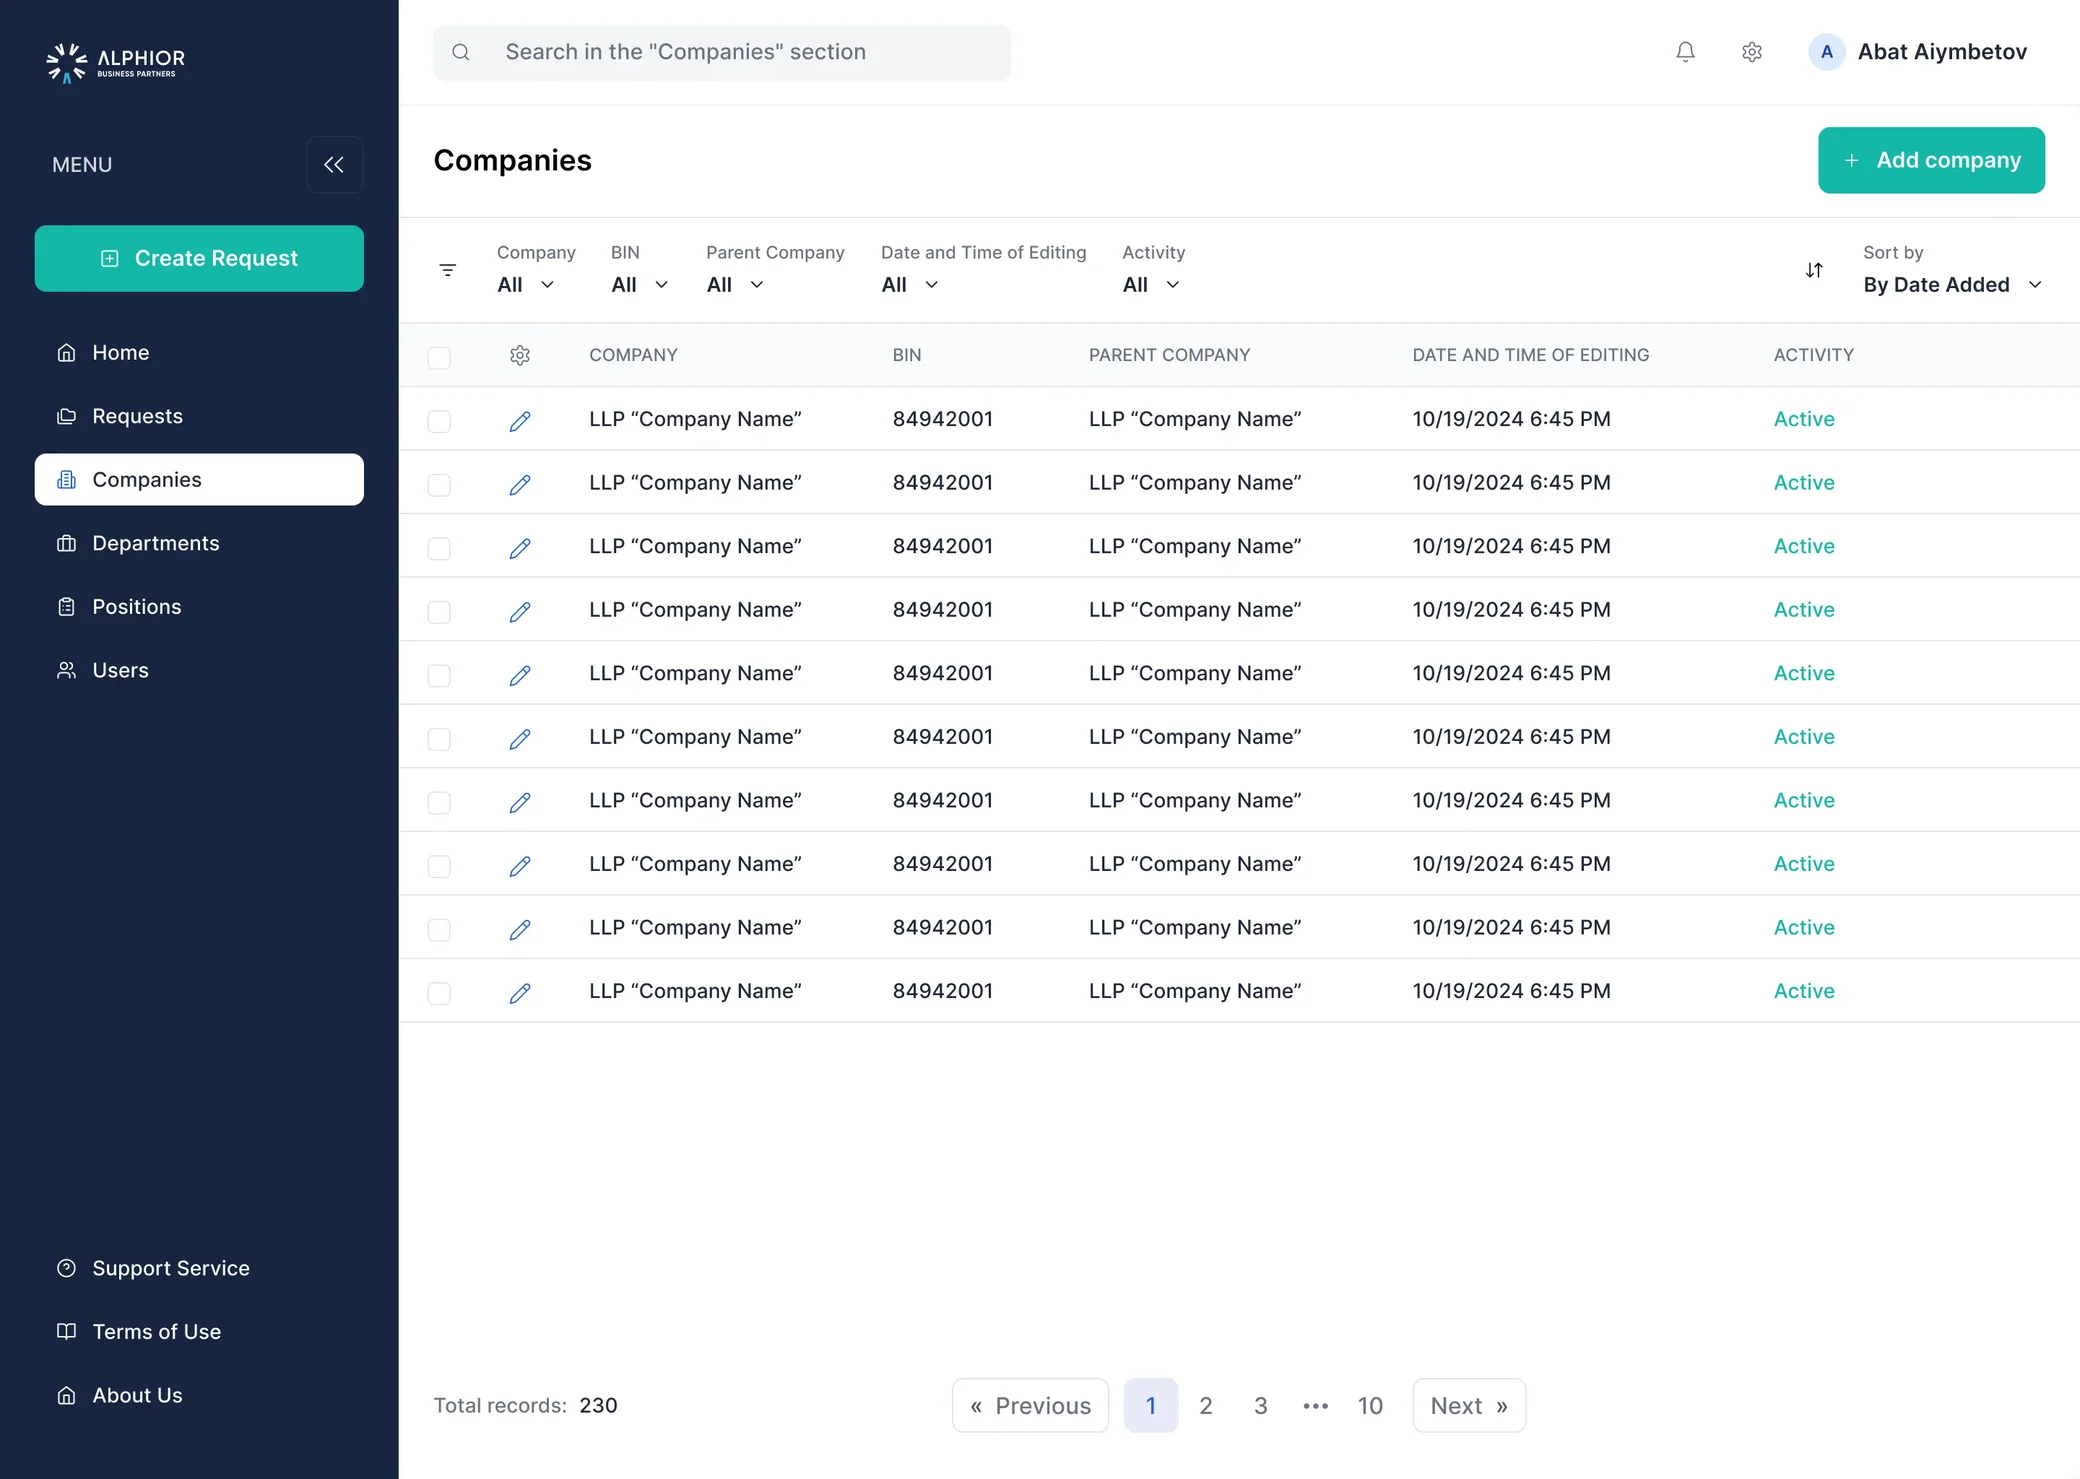 ALPHIOR
BUSINESS PARTNERS
MENU
Create Request
Home
Requests
Companies
Departments
Positions
Users
Support Service
Terms of Use
About Us
Search in the "Companies" section
A Abat Aiymbetov
Companies
+ Add company
Company BIN Parent Company Date and Time of Editing Activity Sort by
All All All All All By Date Added
COMPANY BIN PARENT COMPANY DATE AND TIME OF EDITING ACTIVITY
LLP “Company Name” 84942001 LLP “Company Name” 10/19/2024 6:45 PM Active
LLP “Company Name” 84942001 LLP “Company Name” 10/19/2024 6:45 PM Active
LLP “Company Name” 84942001 LLP “Company Name” 10/19/2024 6:45 PM Active
LLP “Company Name” 84942001 LLP “Company Name” 10/19/2024 6:45 PM Active
LLP “Company Name” 84942001 LLP “Company Name” 10/19/2024 6:45 PM Active
LLP “Company Name” 84942001 LLP “Company Name” 10/19/2024 6:45 PM Active
LLP “Company Name” 84942001 LLP “Company Name” 10/19/2024 6:45 PM Active
LLP “Company Name” 84942001 LLP “Company Name” 10/19/2024 6:45 PM Active
LLP “Company Name” 84942001 LLP “Company Name” 10/19/2024 6:45 PM Active
LLP “Company Name” 84942001 LLP “Company Name” 10/19/2024 6:45 PM Active
Total records: 230 « Previous 1 2 3 ••• 10 Next »